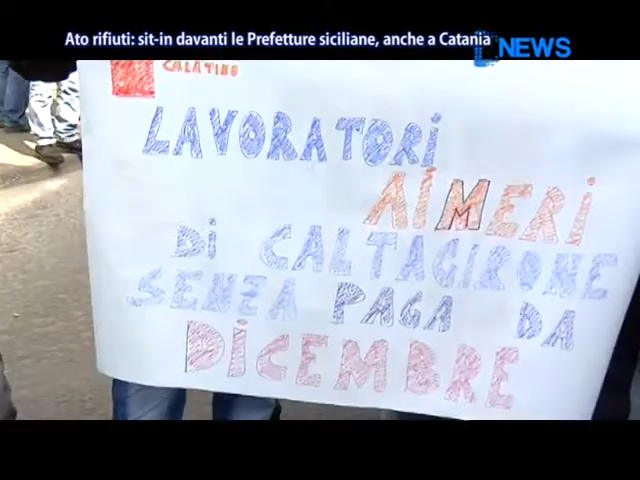 Ato rifiuti: sit-in davanti le Prefetture siciliane, anche a Catania
NEWS
CALATINO
LAVORATORI
AIMERI
DI CALTAGIRONE
SENZA PAGA DA
DICEMBRE